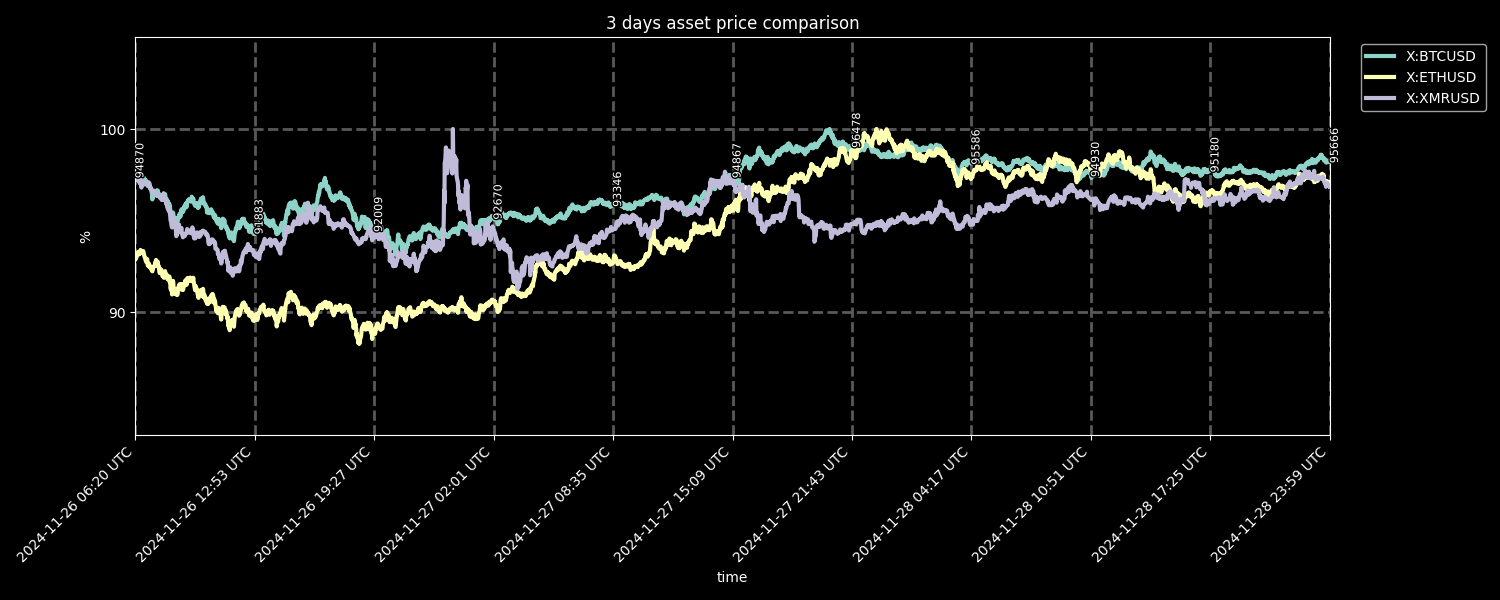 3 days asset price comparison
X:BTCUSD
X:ETHUSD
X:XMRUSD
%
100
90
94870
92009
92670
93346
94867
96478
95586
94930
95180
95666
2024-11-26 06:20 UTC
2024-11-26 12:53 UTC
2024-11-26 19:27 UTC
2024-11-27 02:01 UTC
2024-11-27 08:35 UTC
2024-11-27 15:09 UTC
2024-11-27 21:43 UTC
2024-11-28 04:17 UTC
2024-11-28 10:51 UTC
2024-11-28 17:25 UTC
2024-11-28 23:59 UTC
time